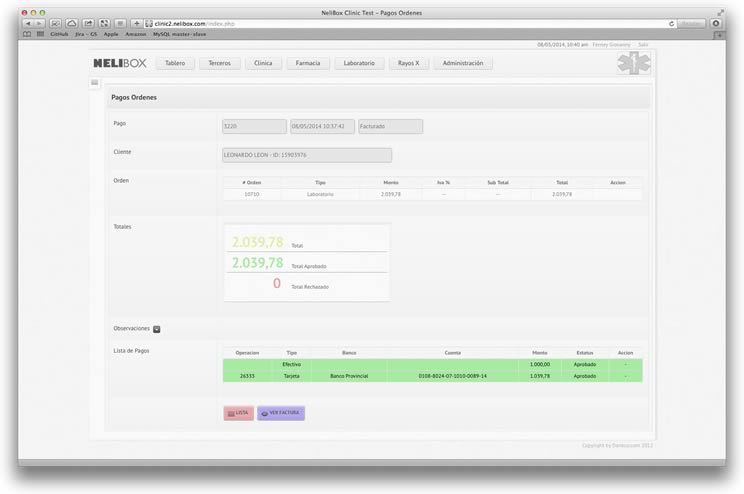 NeliBox Clinic Test – Pagos Ordenes
clinic2.nelibox.com/index.php
Reader
GitHub Jira - GS Apple Amazon MySQL master-slave
08/05/2014, 10:40 am Ferney Giovanny Salir
NELIBOX Tablero Terceros Clinica Farmacia Laboratorio Rayos X Administración
Pagos Ordenes
Pago 3220 08/05/2014 10:37:42 Facturado
Cliente LEONARDO LEON - ID: 15903976
Orden # Orden Tipo Monto Iva % Sub Total Total Accion
10710 Laboratorio 2.039,78 -- -- 2.039,78
Totales
2.039,78 Total
2.039,78 Total Aprobado
0 Total Rechazado
Observaciones
Lista de Pagos Operacion Tipo Banco Cuenta Monto Estatus Accion
Efectivo 1.000,00 Aprobado -
26333 Tarjeta Banco Provincial 0108-8024-07-1010-0089-14 1.039,78 Aprobado -
LISTA VER FACTURA